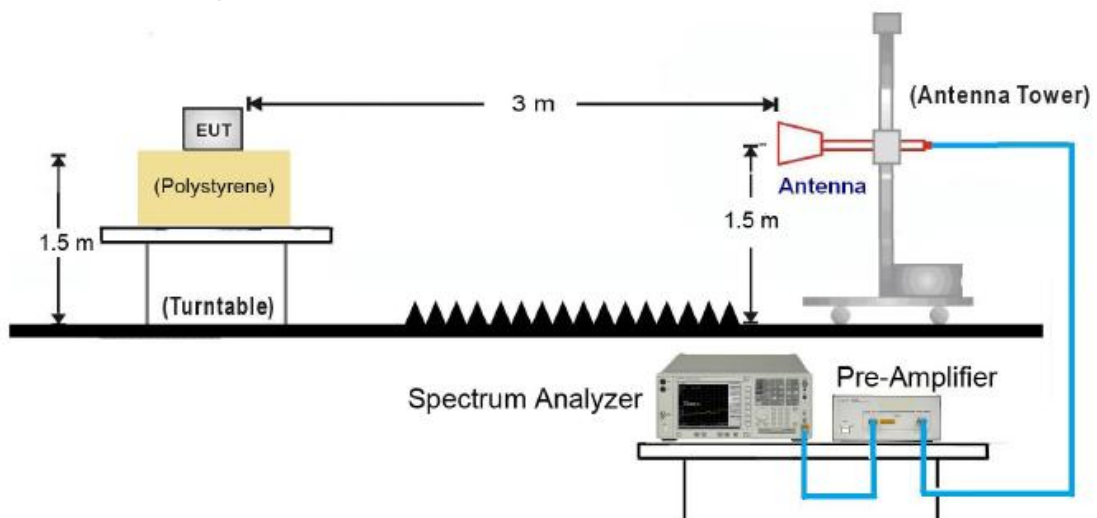 3 m
(Antenna Tower)
EUT
(Polystyrene)
Antenna
1.5 m
1.5 m
(Turntable)
Spectrum Analyzer
Pre-Amplifier